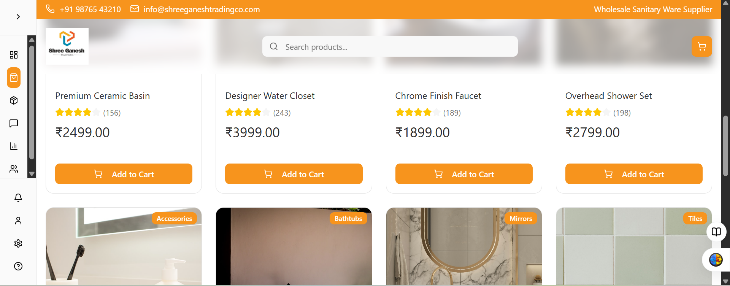 +91 98765 43210 info@shreeganeshtradingco.com Wholesale Sanitary Ware Supplier
Shree Ganesh
Search products...
Premium Ceramic Basin Designer Water Closet Chrome Finish Faucet Overhead Shower Set
(156) (243) (189) (198)
₹2499.00 ₹3999.00 ₹1899.00 ₹2799.00
Add to Cart Add to Cart Add to Cart Add to Cart
Accessories Bathtubs Mirrors Tiles